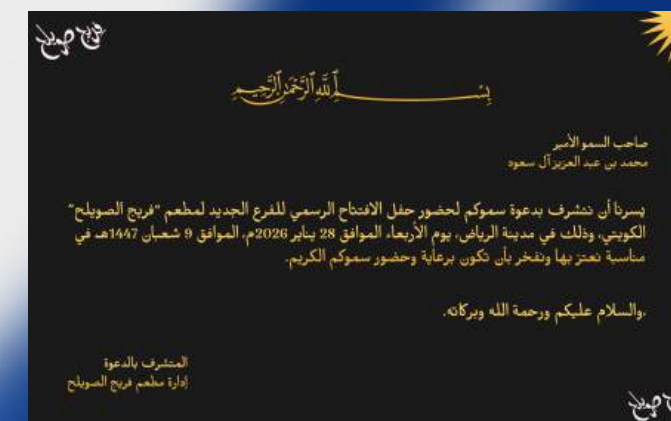 فريج صويلح
بسم الله الرحمن الرحيم
صاحب السمو الأمير
محمد بن عبد العزيز آل سعود
يسرنا أن نتشرف بدعوة سموكم لحضور حفل الافتتاح الرسمي للفرع الجديد لمطعم "فريج الصويلح"
الكويتي، وذلك في مدينة الرياض، يوم الأربعاء الموافق 28 يناير 2026م، الموافق 9 شعبان 1447هـ في
مناسبة نعتز بها ونفخر بأن تكون برعاية وحضور سموكم الكريم.
والسلام عليكم ورحمة الله وبركاته.
المتشرف بالدعوة
إدارة مطعم فريج الصويلح